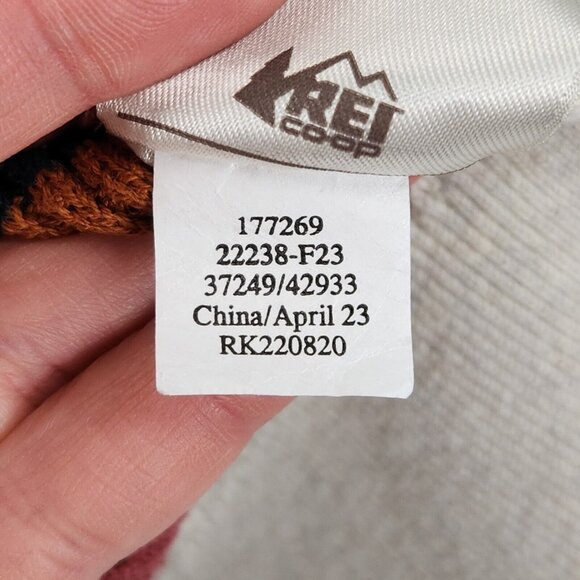 REI
CO·OP
177269
22238-F23
37249/42933
China/April 23
RK220820